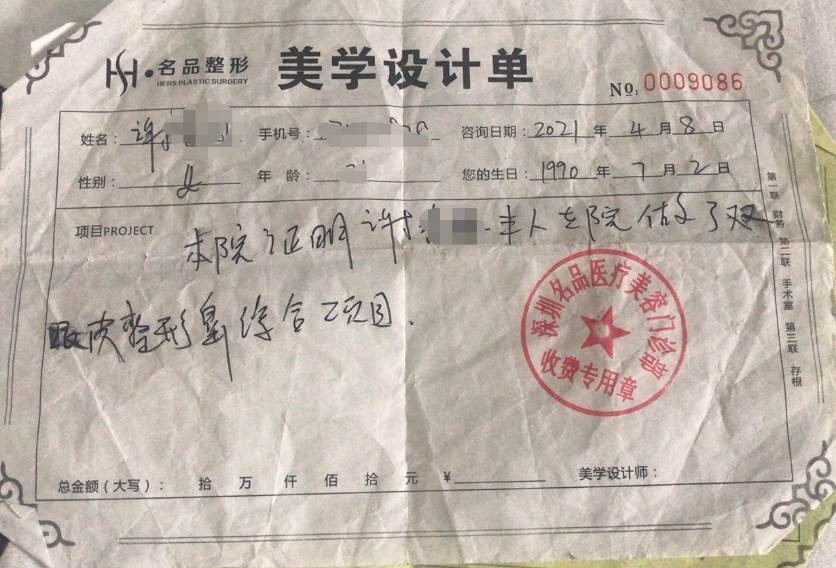 名品整形
HERS PLASTIC SURGERY
美学设计单
No: 0009086
姓名: 许 手机号: 咨询日期: 2021 年 4 月 8 日
性别: 女 年 龄: 您的生日: 1990 年 7 月 2 日
项目PROJECT
本院证明 许 本人在院做了双
眼皮整形鼻综合项目.
深圳名品医疗美容门诊部
收费专用章
第一联 财务 第二联 手术室 第三联 存根
总金额(大写): 拾 万 仟 佰 拾 元 ¥
美学设计师: